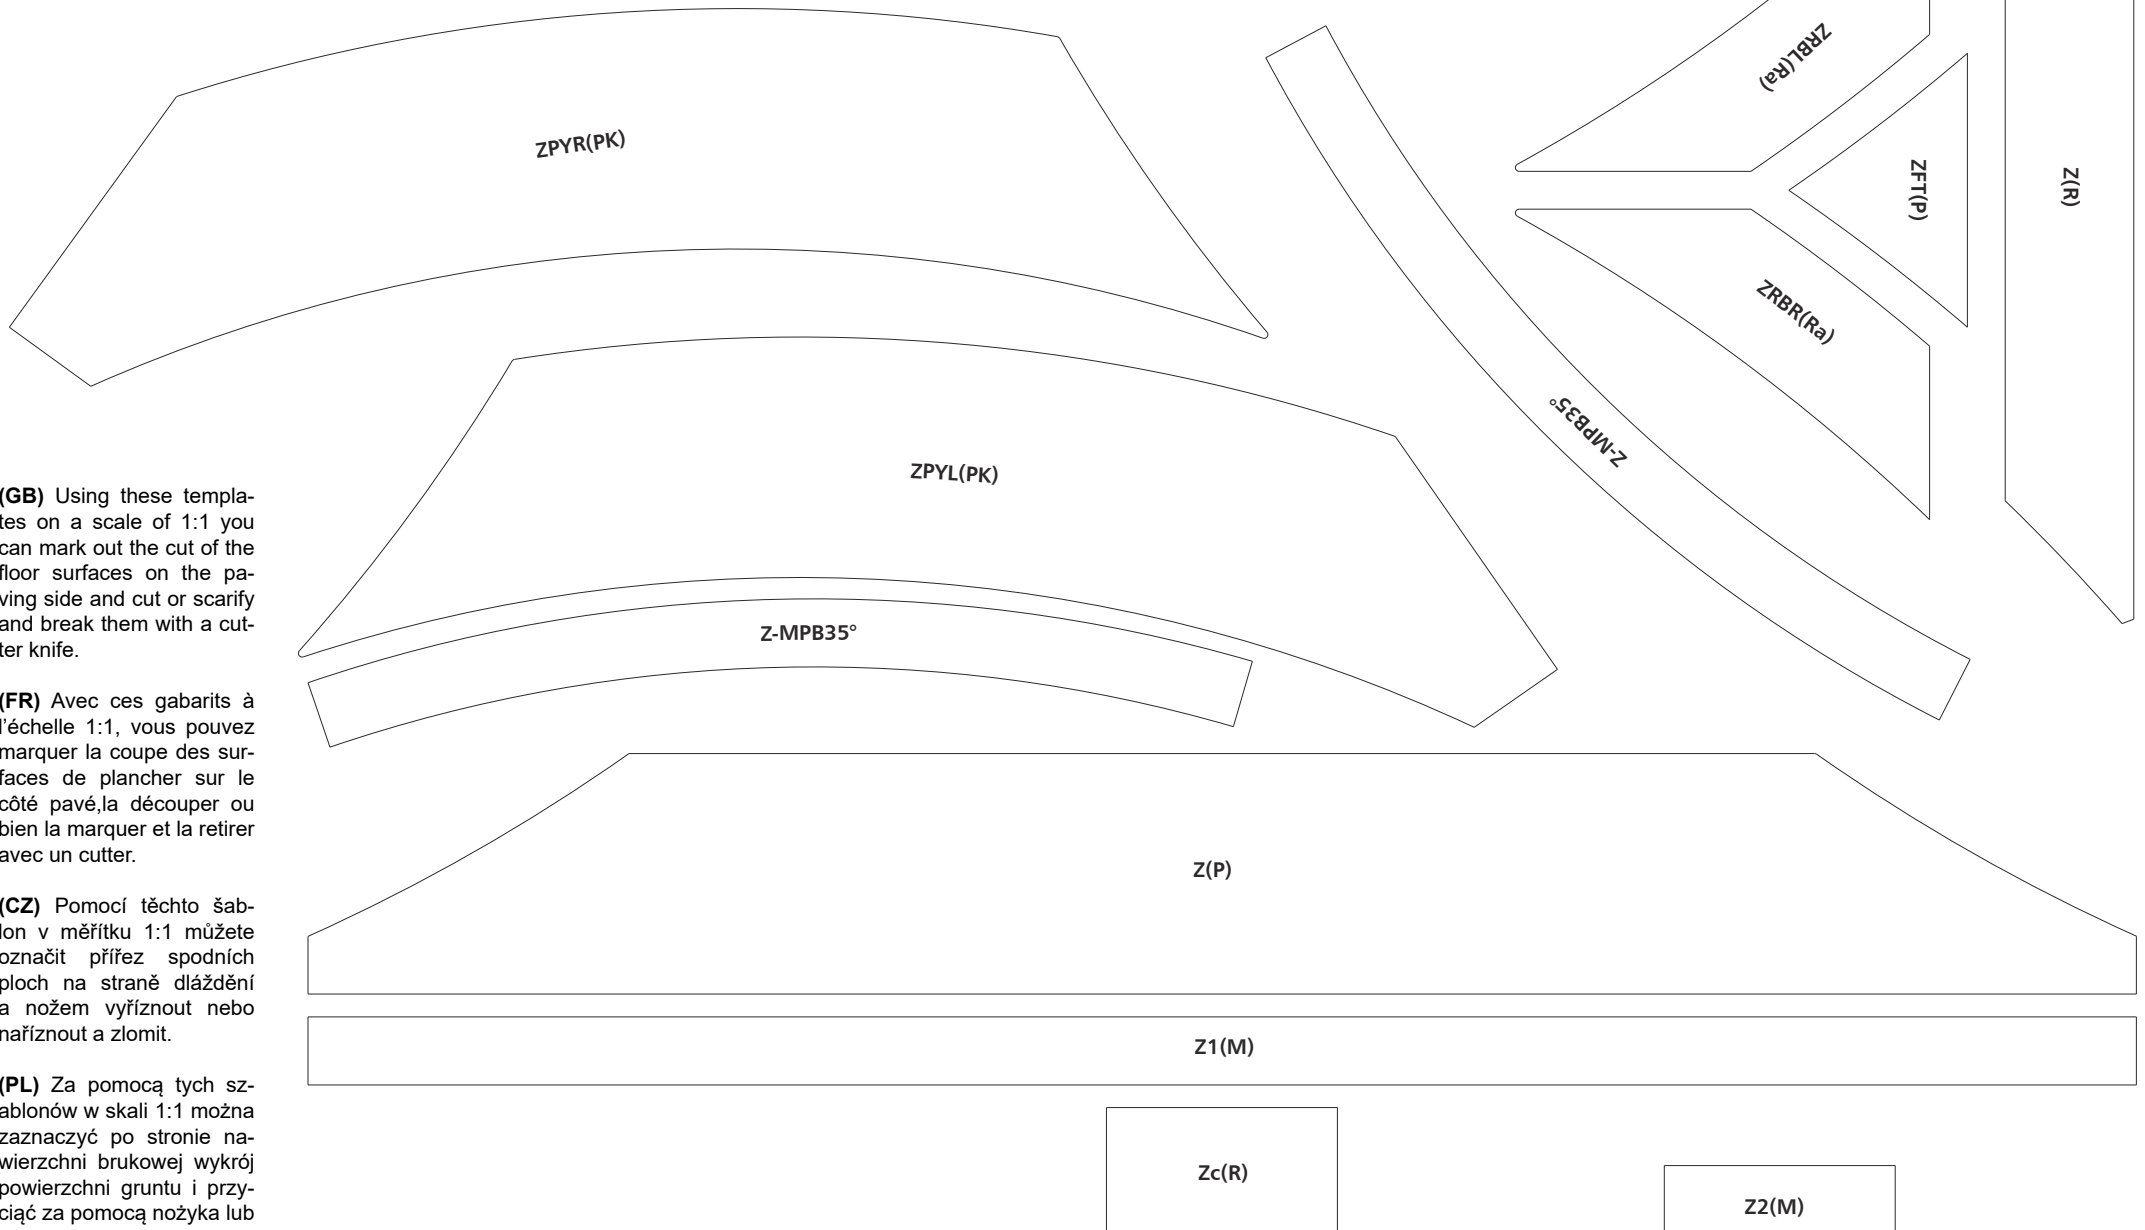 ZRBL(Ra)
ZPYR(PK)
ZFT(P)
Z(R)
ZRBR(Ra)
Z-MPB35°
ZPYL(PK)
(GB) Using these templa-
tes on a scale of 1:1 you
can mark out the cut of the
floor surfaces on the pa-
ving side and cut or scarify
and break them with a cut-
ter knife.
Z-MPB35°
(FR) Avec ces gabarits à
l'échelle 1:1, vous pouvez
marquer la coupe des sur-
faces de plancher sur le
côté pavé,la découper ou
bien la marquer et la retirer
avec un cutter.
Z(P)
(CZ) Pomocí těchto šab-
lon v měřítku 1:1 můžete
označit přířez spodních
ploch na straně dláždění
a nožem vyříznout nebo
naříznout a zlomit.
Z1(M)
(PL) Za pomocą tych sz-
ablonów w skali 1:1 można
zaznaczyć po stronie na-
wierzchni brukowej wykrój
powierzchni gruntu i przy-
ciąć za pomocą nożyka lub
Zc(R)
Z2(M)